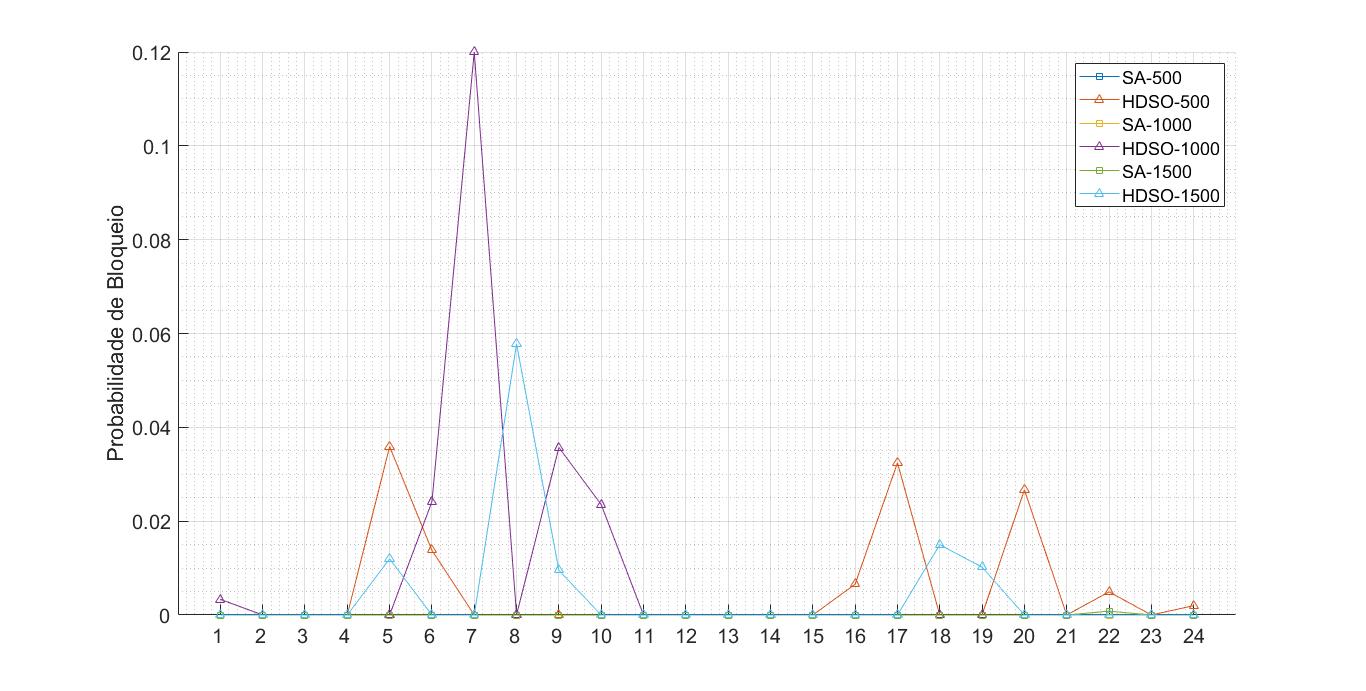 0.12
0.1
0.08
0.06
0.04
0.02
0
Probabilidade de Bloqueio
SA-500
HDSO-500
SA-1000
HDSO-1000
SA-1500
HDSO-1500
1 2 3 4 5 6 7 8 9 10 11 12 13 14 15 16 17 18 19 20 21 22 23 24